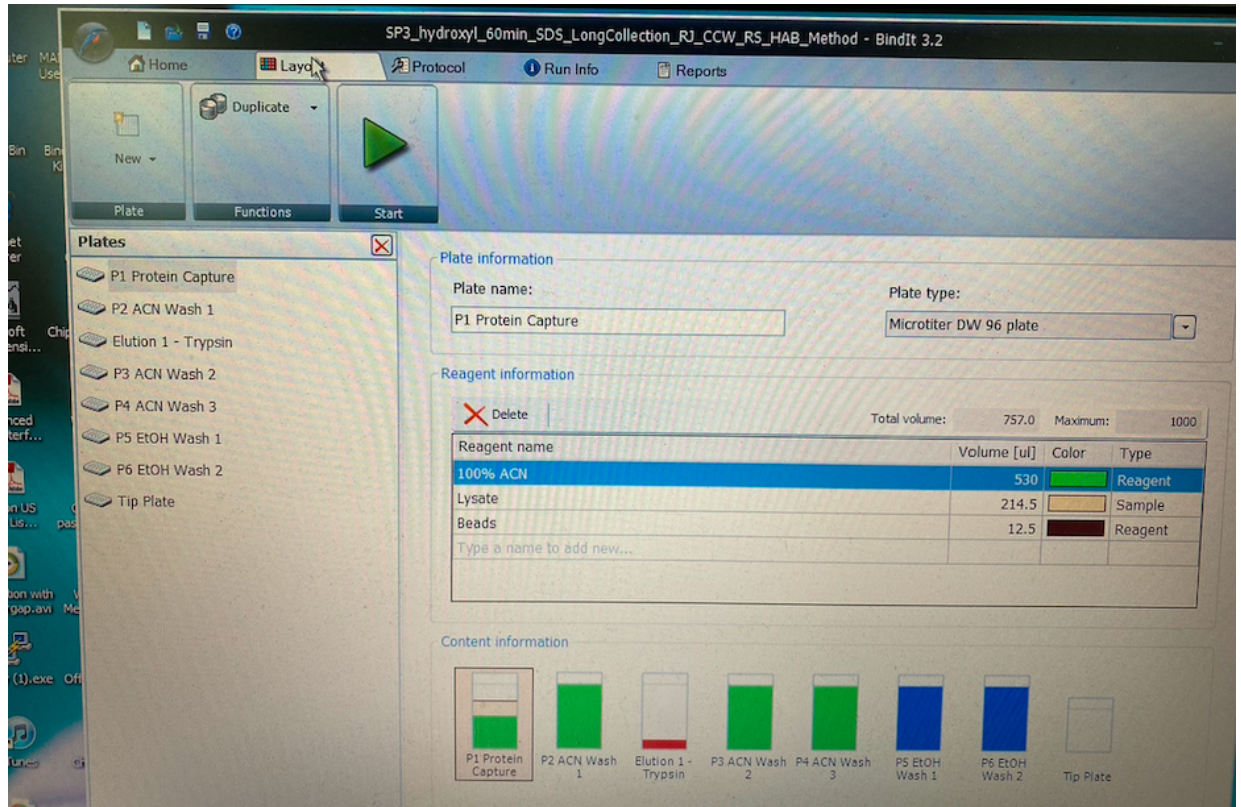 SP3_hydroxyl_60min_SDS_LongCollection_RJ_CCW_RS_HAB_Method - BindIt 3.2
Home Protocol Run Info Reports
New
Duplicate
Plate Functions Start
Plates
P1 Protein Capture
P2 ACN Wash 1
Elution 1 - Trypsin
P3 ACN Wash 2
P4 ACN Wash 3
P5 EtOH Wash 1
P6 EtOH Wash 2
Tip Plate
Plate information
Plate name: Plate type:
P1 Protein Capture Microtiter DW 96 plate
Reagent information
Delete Total volume: 757.0 Maximum: 1000
Reagent name Volume [ul] Color Type
100% ACN 530 Reagent
Lysate 214.5 Sample
Beads 12.5 Reagent
Type a name to add new...
Content information
P1 Protein Capture
P2 ACN Wash 1
Elution 1 - Trypsin
P3 ACN Wash 2
P4 ACN Wash 3
P5 EtOH Wash 1
P6 EtOH Wash 2
Tip Plate
(1).exe
gap.avi